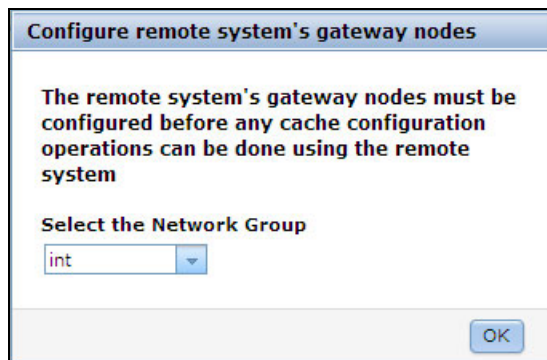 Configure remote system's gateway nodes
The remote system's gateway nodes must be
configured before any cache configuration
operations can be done using the remote
system
Select the Network Group
int
OK